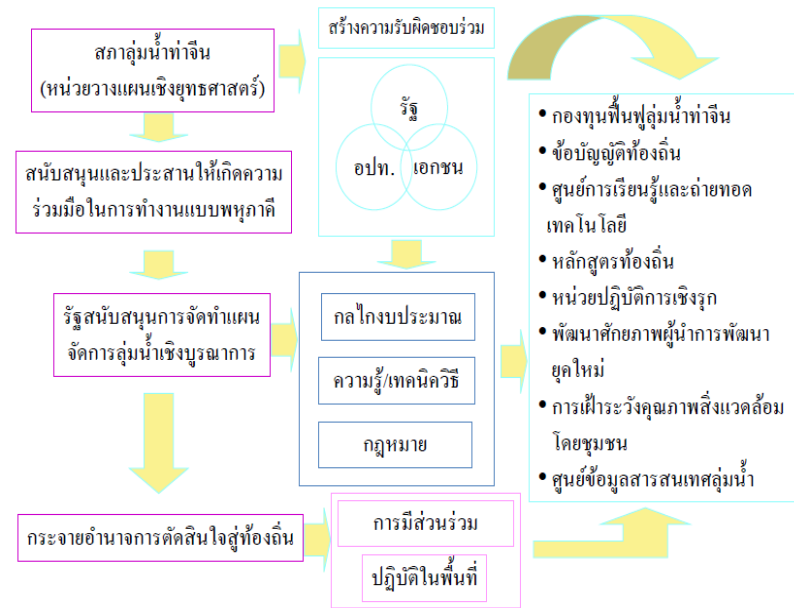 สภาลุ่มน้ำท่าจีน
(หน่วยวางแผนเชิงยุทธศาสตร์)
สร้างความรับผิดชอบร่วม
รัฐ
อปท.
เอกชน
สนับสนุนและประสานให้เกิดความ
ร่วมมือในการทำงานแบบพหุภาคี
รัฐสนับสนุนการจัดทำแผน
จัดการลุ่มน้ำเชิงบูรณาการ
กลไกงบประมาณ
ความรู้/เทคนิควิธี
กฎหมาย
กระจายอำนาจการตัดสินใจสู่ท้องถิ่น
การมีส่วนร่วม
ปฏิบัติในพื้นที่
• กองทุนฟื้นฟูลุ่มน้ำท่าจีน
• ข้อบัญญัติท้องถิ่น
• ศูนย์การเรียนรู้และถ่ายทอด
เทคโนโลยี
• หลักสูตรท้องถิ่น
• หน่วยปฏิบัติการเชิงรุก
• พัฒนาศักยภาพผู้นำการพัฒนา
ยุคใหม่
• การเฝ้าระวังคุณภาพสิ่งแวดล้อม
โดยชุมชน
• ศูนย์ข้อมูลสารสนเทศลุ่มน้ำ